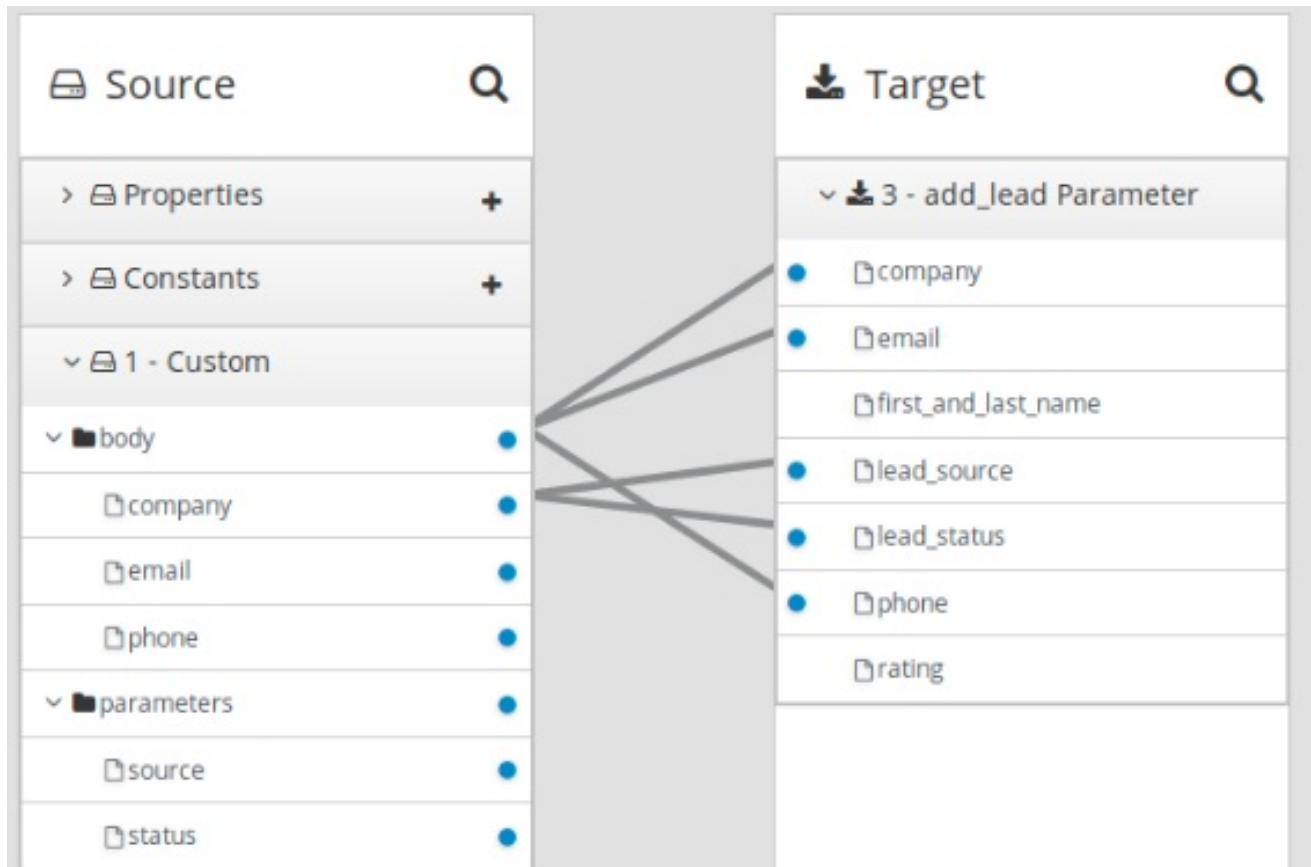 Source
Properties
Constants
1 - Custom
body
company
email
phone
parameters
source
status
Target
3 - add_lead Parameter
company
email
first_and_last_name
lead_source
lead_status
phone
rating